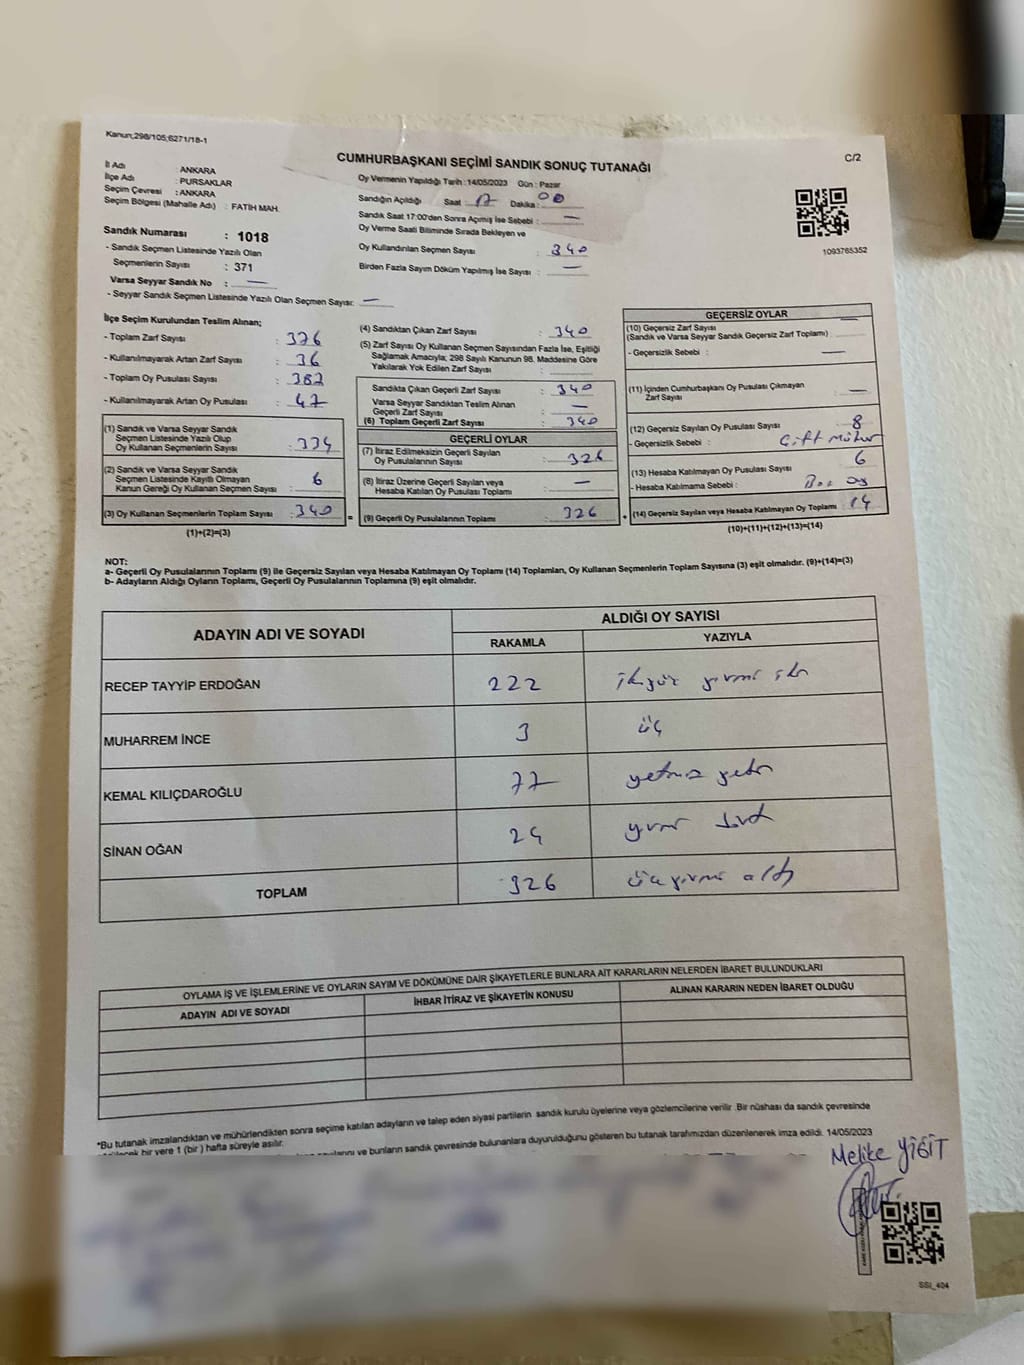 Kanun;298/105;6271/18-1
CUMHURBAŞKANI SEÇİMİ SANDIK SONUÇ TUTANAĞI
C/2
İl Adı : ANKARA
İlçe Adı : PURSAKLAR
Seçim Çevresi : ANKARA
Seçim Bölgesi (Mahalle Adı) : FATİH MAH.
Sandık Numarası : 1018
- Sandık Seçmen Listesinde Yazılı Olan
Seçmenlerin Sayısı : 371
Varsa Seyyar Sandık No : —
- Seyyar Sandık Seçmen Listesinde Yazılı Olan Seçmen Sayısı: —
Oy Vermenin Yapıldığı Tarih : 14/05/2023 Gün : Pazar
Sandığın Açıldığı Saat : 17 Dakika : 00
Sandık Saat 17:00'den Sonra Açımış İse Sebebi : —
Oy Verme Saati Bitiminde Sırada Bekleyen ve
Oy Kullandırılan Seçmen Sayısı : 340
Birden Fazla Sayım Döküm Yapılmış İse Sayısı : —
1093765352
İlçe Seçim Kurulundan Teslim Alınan;
- Toplam Zarf Sayısı : 376
- Kullanılmayarak Artan Zarf Sayısı : 36
- Toplam Oy Pusulası Sayısı : 387
- Kullanılmayarak Artan Oy Pusulası : 47
(1) Sandık ve Varsa Seyyar Sandık
Seçmen Listesinde Yazılı Olup
Oy Kullanan Seçmenlerin Sayısı : 334
(2) Sandık ve Varsa Seyyar Sandık
Seçmen Listesinde Kayıtlı Olmayan
Kanun Gereği Oy Kullanan Seçmen Sayısı : 6
(3) Oy Kullanan Seçmenlerin Toplam Sayısı : 340
(1)+(2)=(3)
(4) Sandıktan Çıkan Zarf Sayısı : 340
(5) Zarf Sayısı Oy Kullanan Seçmen Sayısından Fazla İse, Eşitliği
Sağlamak Amacıyla; 298 Sayılı Kanunun 98. Maddesine Göre
Yakılarak Yok Edilen Zarf Sayısı :
Sandıkta Çıkan Geçerli Zarf Sayısı : 340
Varsa Seyyar Sandıktan Teslim Alınan
Geçerli Zarf Sayısı : —
(6) Toplam Geçerli Zarf Sayısı : 340
GEÇERLİ OYLAR
(7) İtiraz Edilmeksizin Geçerli Sayılan
Oy Pusulalarının Sayısı : 326
(8) İtiraz Üzerine Geçerli Sayılan veya
Hesaba Katılan Oy Pusulası Toplamı : —
= (9) Geçerli Oy Pusulalarının Toplamı : 326 +
GEÇERSİZ OYLAR
(10) Geçersiz Zarf Sayısı —
(Sandık ve Varsa Seyyar Sandık Geçersiz Zarf Toplamı)
- Geçersizlik Sebebi : —
(11) İçinden Cumhurbaşkanı Oy Pusulası Çıkmayan
Zarf Sayısı : —
(12) Geçersiz Sayılan Oy Pusulası Sayısı : 8
- Geçersizlik Sebebi : Çift Mühür
(13) Hesaba Katılmayan Oy Pusulası Sayısı : 6
- Hesaba Katılmama Sebebi : Boş oy
(14) Geçersiz Sayılan veya Hesaba Katılmayan Oy Toplamı : 14
(10)+(11)+(12)+(13)=(14)
NOT:
a- Geçerli Oy Pusulalarının Toplamı (9) ile Geçersiz Sayılan veya Hesaba Katılmayan Oy Toplamı (14) Toplamları, Oy Kullanan Seçmenlerin Toplam Sayısına (3) eşit olmalıdır. (9)+(14)=(3)
b- Adayların Aldığı Oyların Toplamı, Geçerli Oy Pusulalarının Toplamına (9) eşit olmalıdır.
ADAYIN ADI VE SOYADI
ALDIĞI OY SAYISI
RAKAMLA YAZIYLA
RECEP TAYYİP ERDOĞAN 222 ikiyüz yirmi iki
MUHARREM İNCE 3 üç
KEMAL KILIÇDAROĞLU 77 yetmiş yedi
SİNAN OĞAN 24 yirmi dört
TOPLAM 326 üçyirmi altı
OYLAMA İŞ VE İŞLEMLERİNE VE OYLARIN SAYIM VE DÖKÜMÜNE DAİR ŞİKAYETLERLE BUNLARA AİT KARARLARIN NELERDEN İBARET BULUNDUKLARI
ADAYIN ADI VE SOYADI İHBAR İTİRAZ VE ŞİKAYETİN KONUSU ALINAN KARARIN NEDEN İBARET OLDUĞU
*Bu tutanak imzalandıktan ve mühürlendikten sonra seçime katılan adayların ve talep eden siyasi partilerin sandık kurulu üyelerine veya gözlemcilerine verilir .Bir nüshası da sandık çevresinde
bir yere 1 (bir ) hafta süreyle asılır.
ve bunların sandık çevresinde bulunanlara duyurulduğunu gösteren bu tutanak tarafımızdan düzenlenerek imza edildi. 14/05/2023
Melike YİĞİT
SSI_404